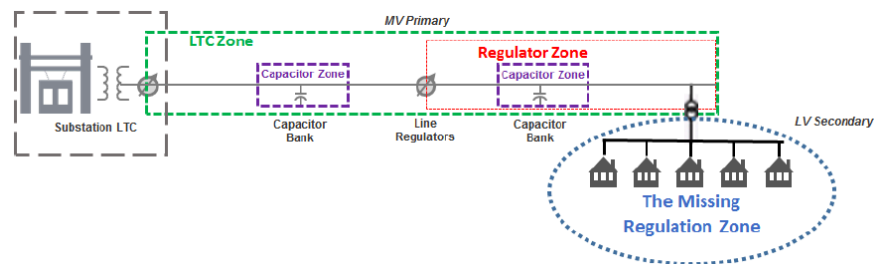 MV Primary
LTC Zone
Regulator Zone
Capacitor Zone
Capacitor Zone
Substation LTC
Capacitor
Bank
Line
Regulators
Capacitor
Bank
LV Secondary
The Missing
Regulation Zone